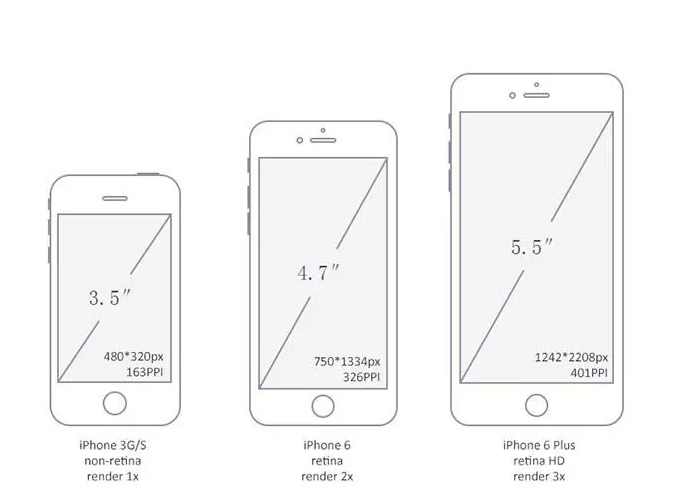 3.5″
480*320px
163PPI
iPhone 3G/S
non-retina
render 1x
4.7″
750*1334px
326PPI
iPhone 6
retina
render 2x
5.5″
1242*2208px
401PPI
iPhone 6 Plus
retina HD
render 3x